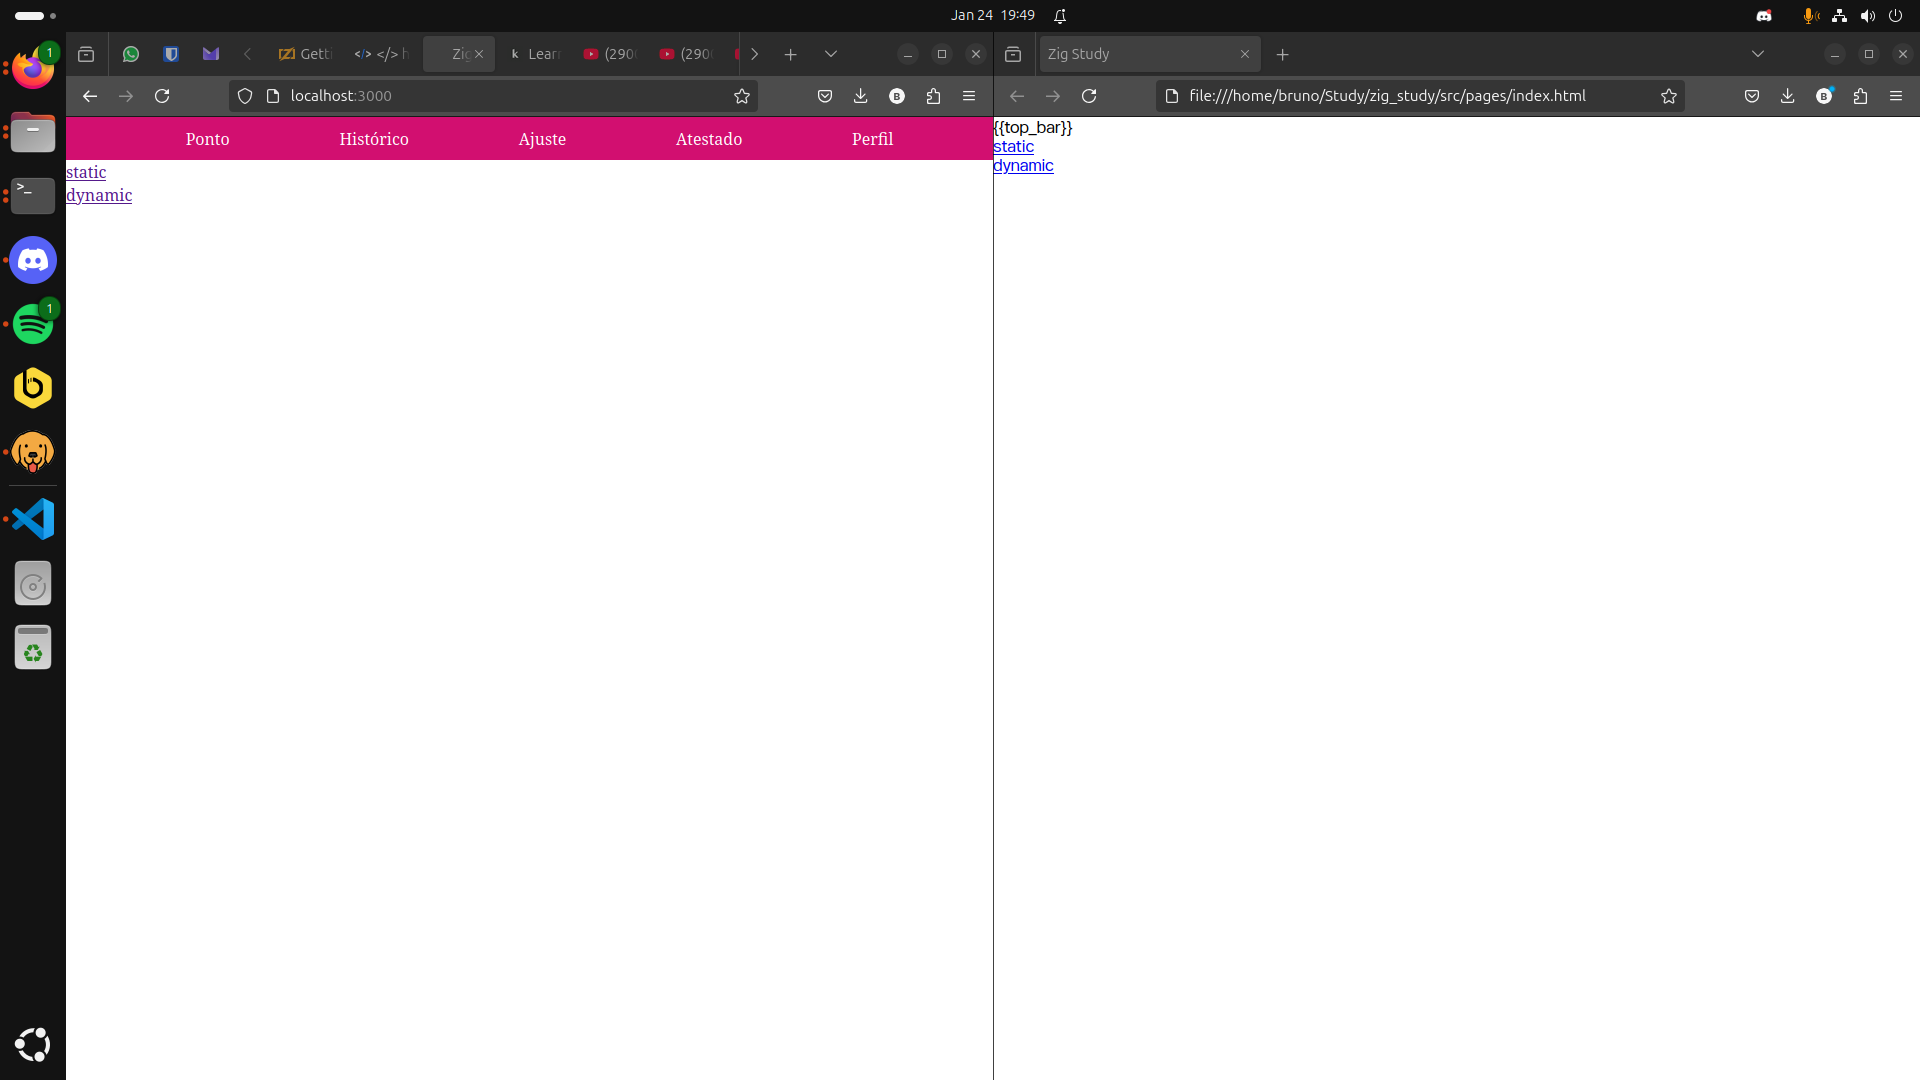 Jan 24 19:49
1
Getti
</> h
Zig
Lear
(290
(290
Zig Study
localhost:3000
B
file:///home/bruno/Study/zig_study/src/pages/index.html
B
Ponto
Histórico
Ajuste
Atestado
Perfil
static
dynamic
{{top_bar}}
static
dynamic
>_
1